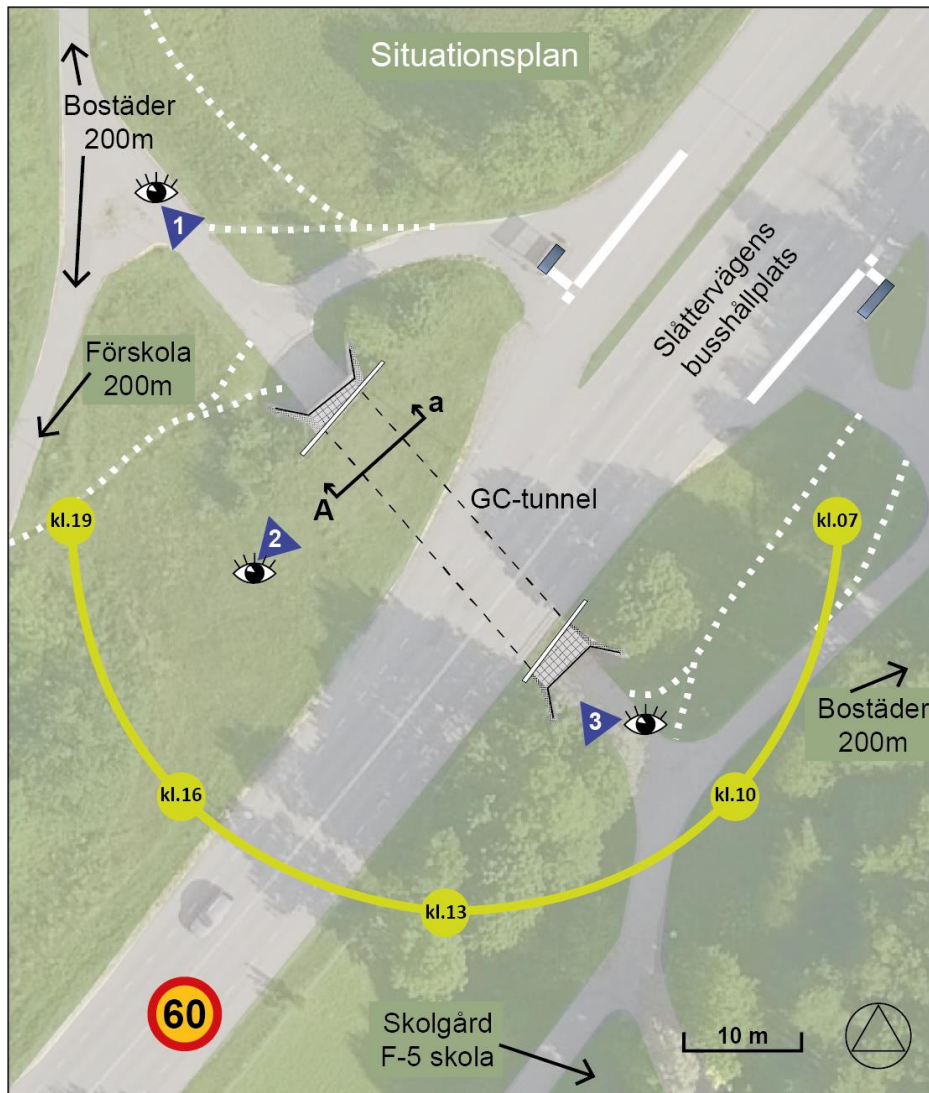 Situationsplan
Bostäder
200m
1
Slåttervägens
busshållplats
Förskola
200m
a
A
GC-tunnel
kl.19
kl.07
2
3
Bostäder
200m
kl.16
kl.10
kl.13
60
Skolgård
F-5 skola
10 m